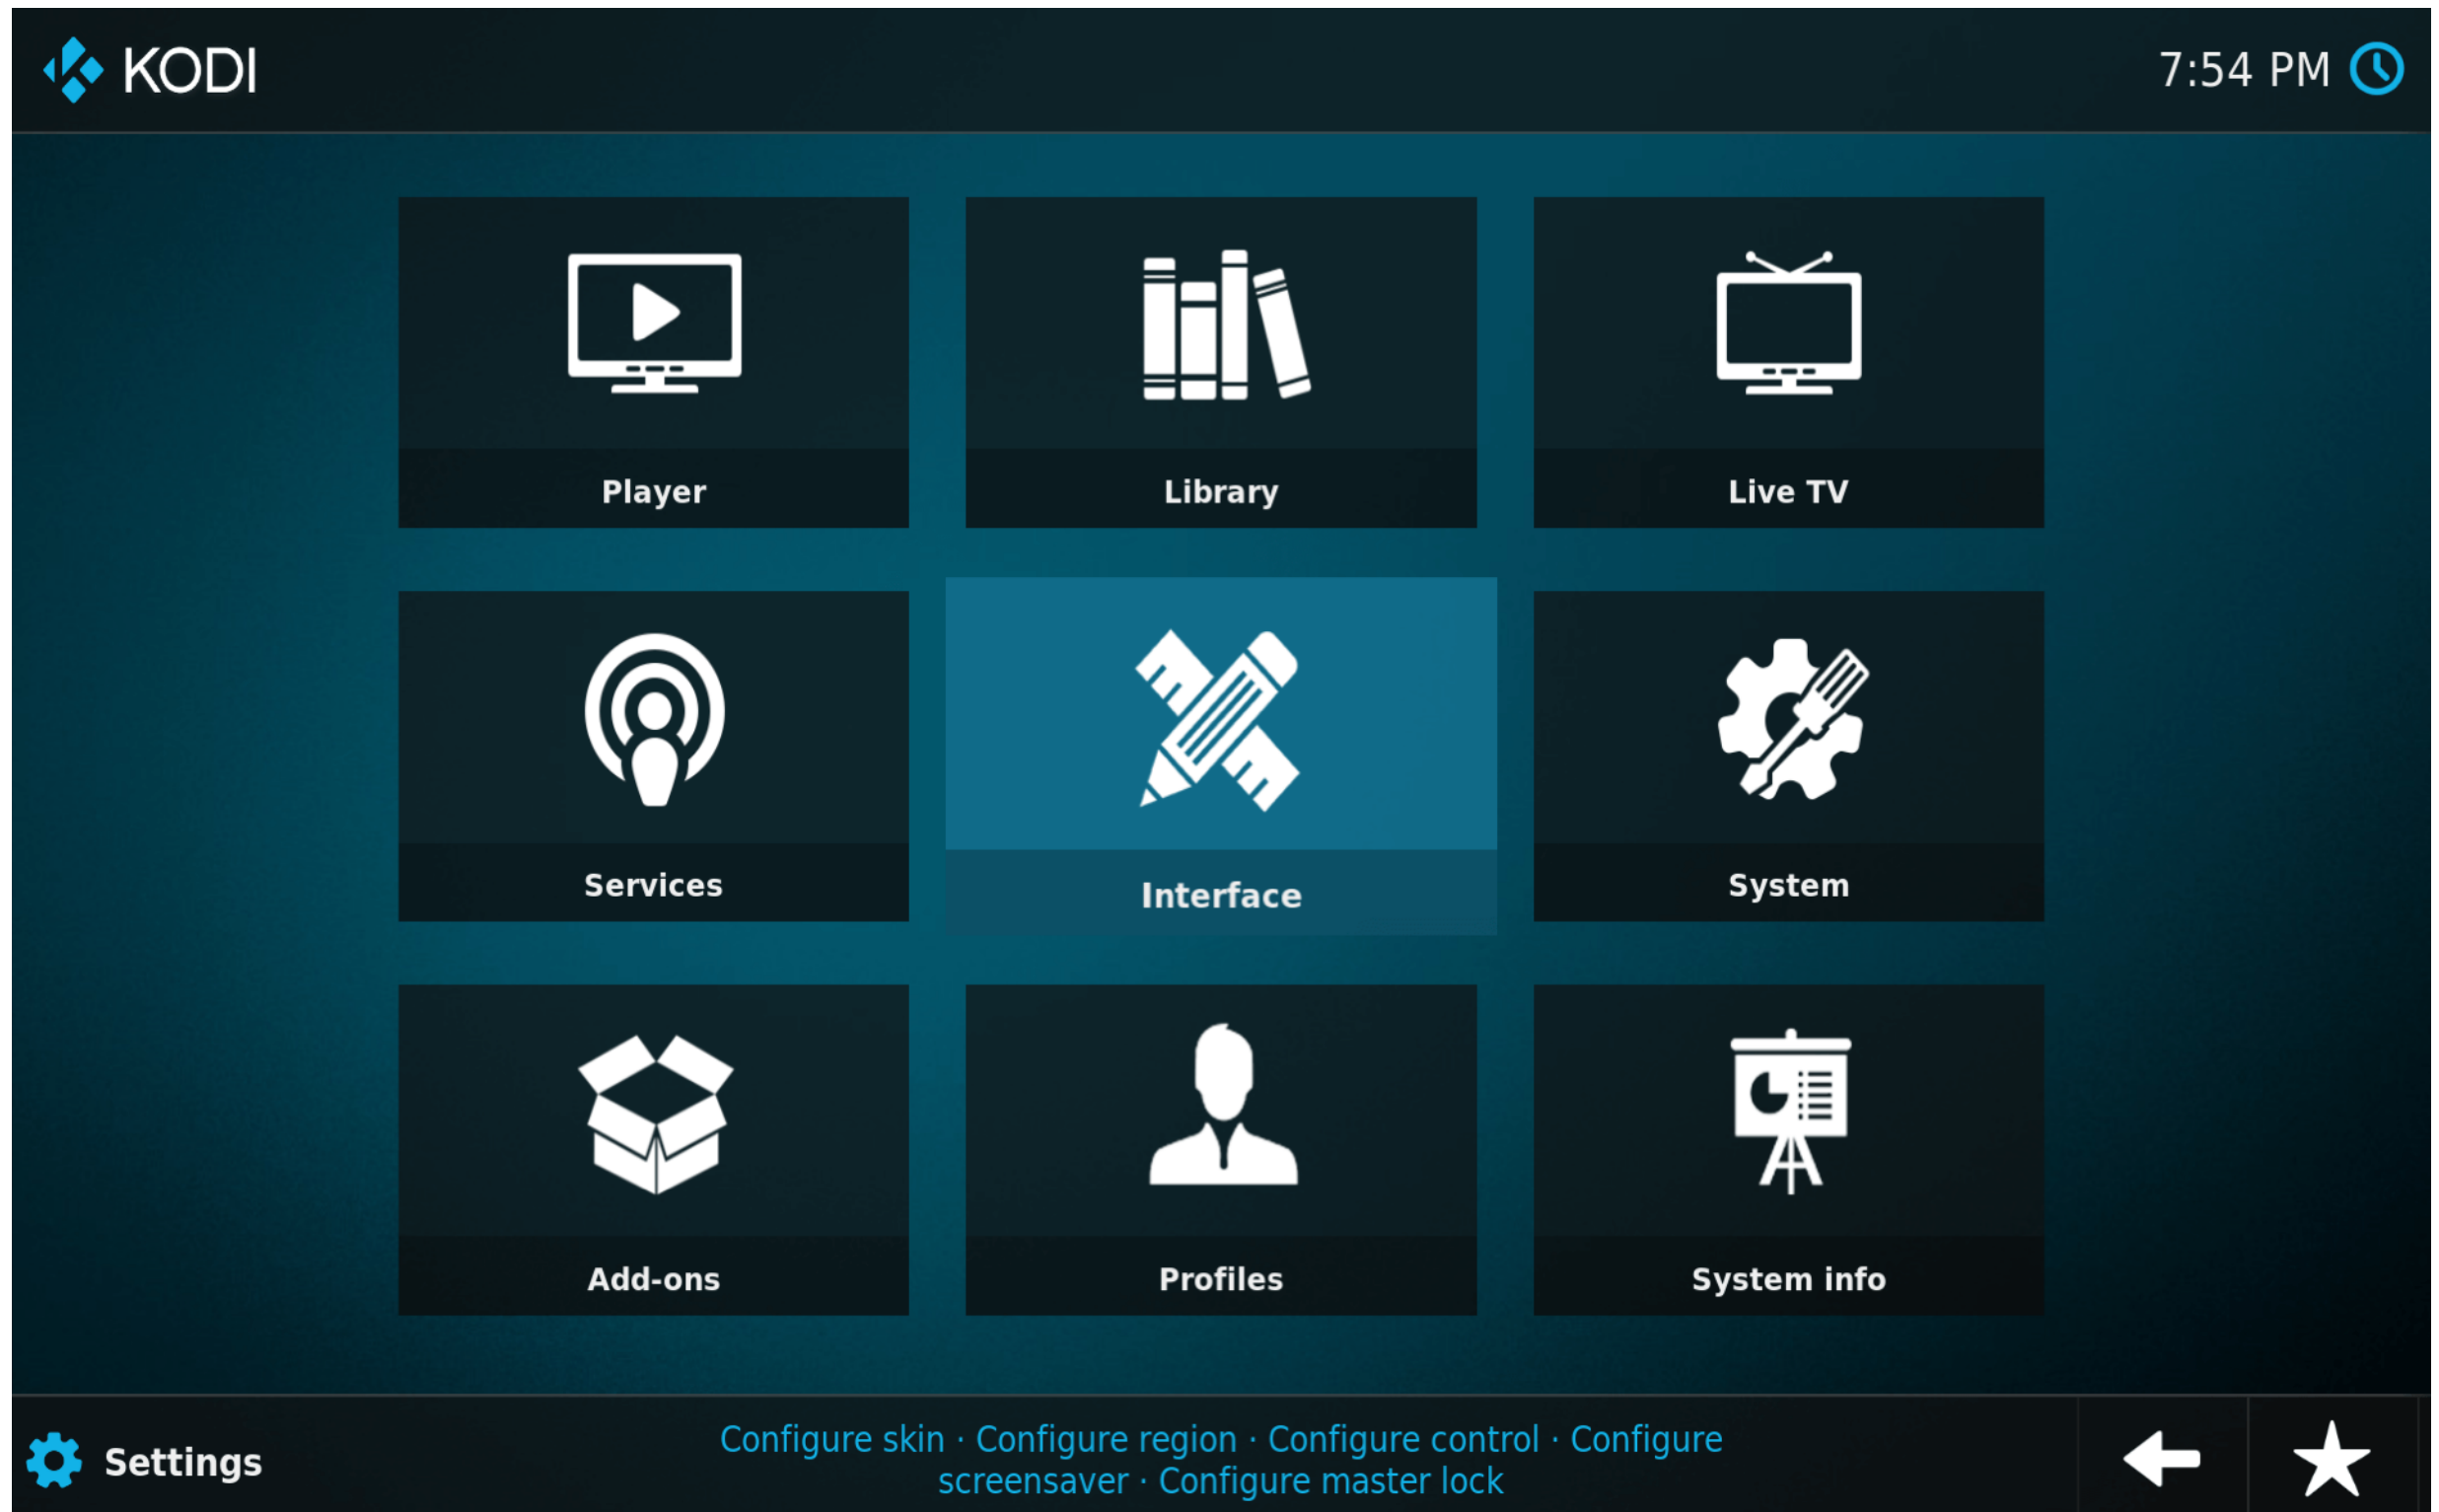 KODI
7:54 PM
Player
Library
Live TV
Services
Interface
System
Add-ons
Profiles
System info
Settings
Configure skin · Configure region · Configure control · Configure
screensaver · Configure master lock